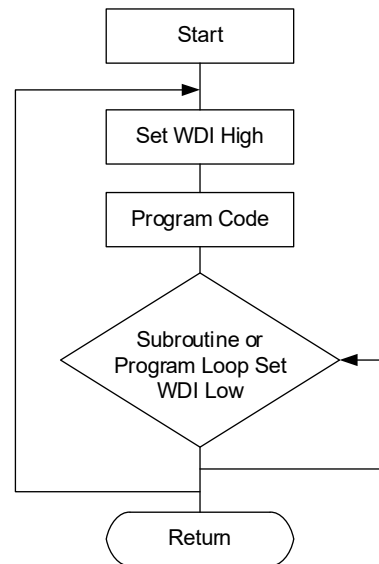 Start
Set WDI High
Program Code
Subroutine or
Program Loop Set
WDI Low
Return